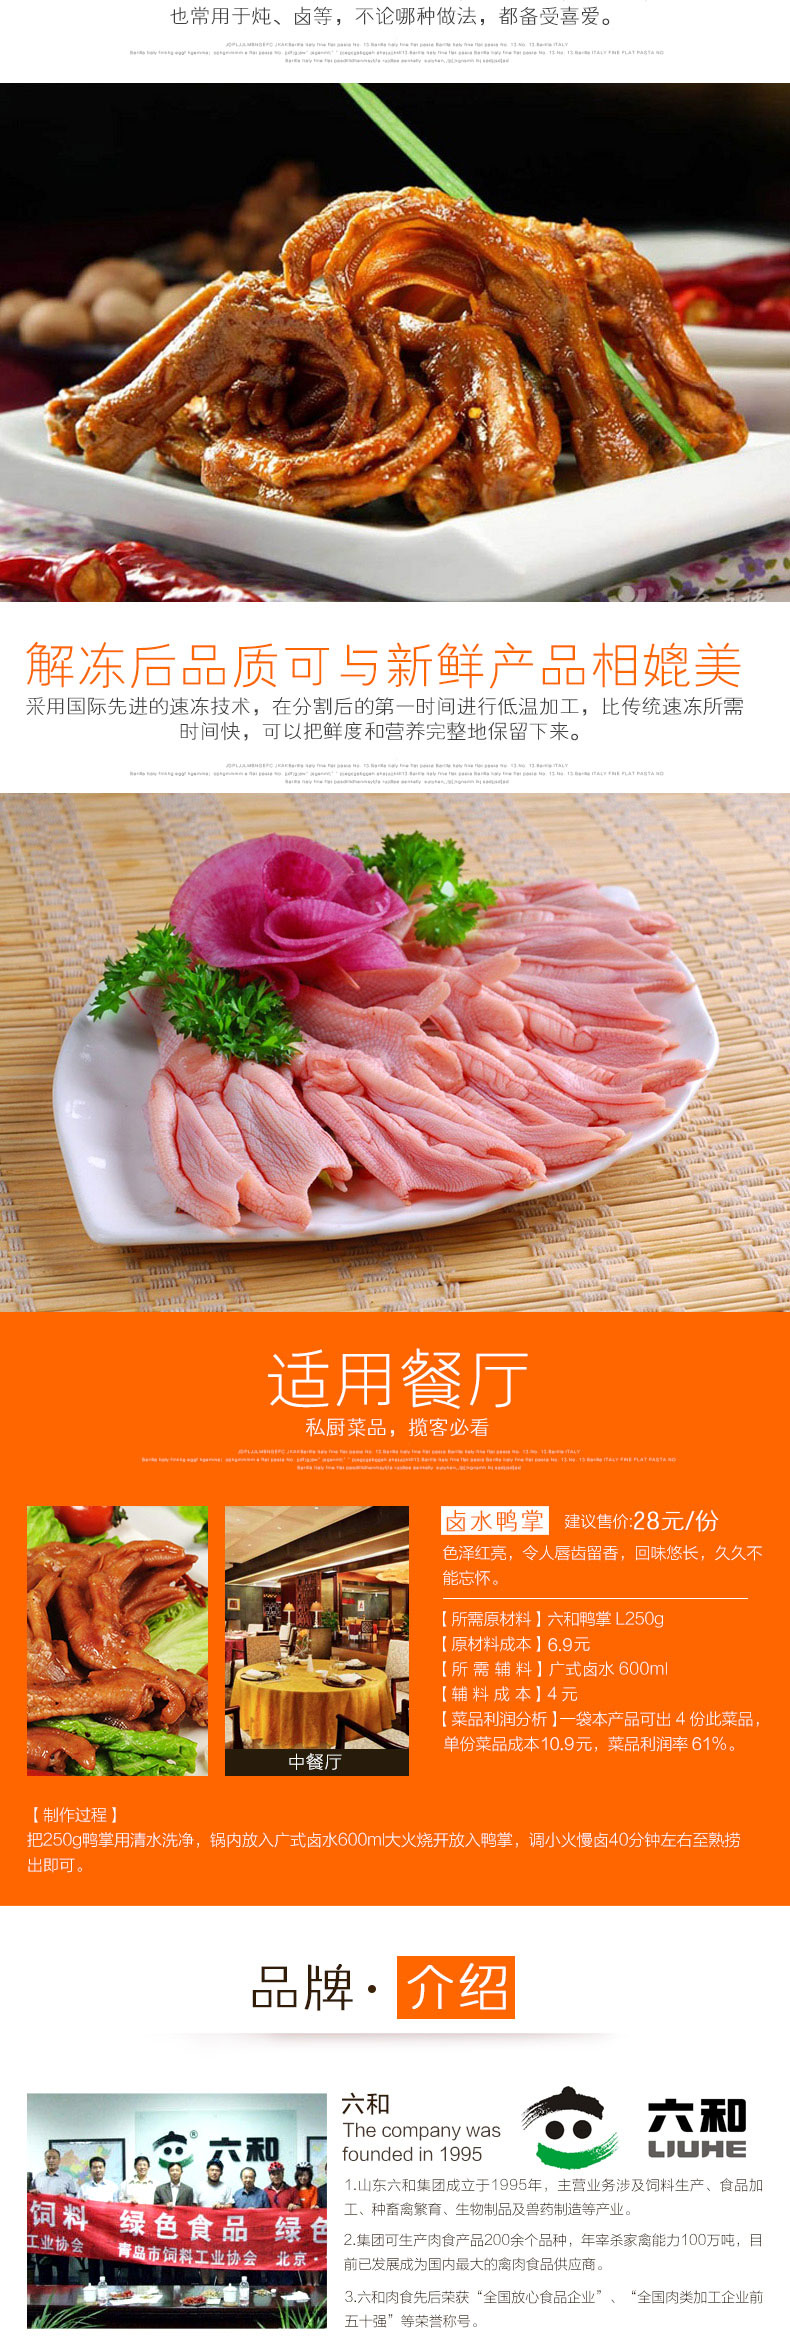 也常用于炖、卤等，不论哪种做法，都备受喜爱。
解冻后品质可与新鲜产品相媲美
采用国际先进的速冻技术，在分割后的第一时间进行低温加工，比传统速冻所需
时间快，可以把鲜度和营养完整地保留下来。
适用餐厅
私厨菜品，揽客必看
卤水鸭掌 建议售价:28元/份
色泽红亮，令人唇齿留香，回味悠长，久久不
能忘怀。
【所需原材料】六和鸭掌 L250g
【原材料成本】6.9元
【所 需 辅 料】广式卤水 600ml
【辅 料 成 本】4 元
【菜品利润分析】一袋本产品可出 4 份此菜品，
单份菜品成本10.9元，菜品利润率 61%。
中餐厅
【制作过程】
把250g鸭掌用清水洗净，锅内放入广式卤水600ml大火烧开放入鸭掌，调小火慢卤40分钟左右至熟捞
出即可。
品牌·介绍
六和
The company was
founded in 1995
六和
LIUHE
1.山东六和集团成立于1995年，主营业务涉及饲料生产、食品加
工、种畜禽繁育、生物制品及兽药制造等产业。
2.集团可生产肉食产品200余个品种，年宰杀家禽能力100万吨，目
前已发展成为国内最大的禽肉食品供应商。
3.六和肉食先后荣获“全国放心食品企业”、“全国肉类加工企业前
五十强”等荣誉称号。
®六和
饲料 绿色食品 绿色
工业协会 青岛市饲料工业协会 北京·